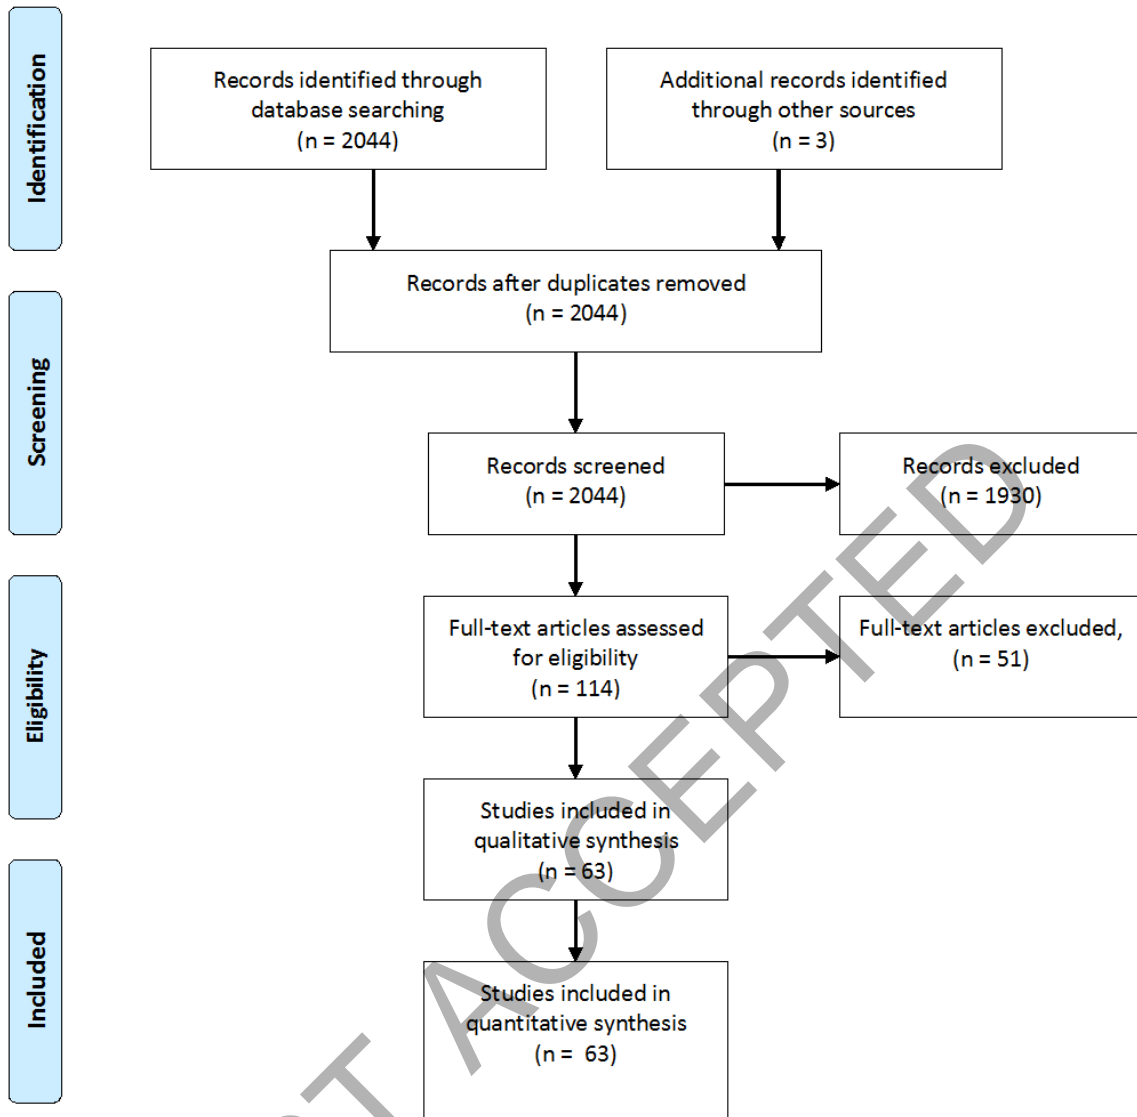 Identification
Records identified through
database searching
(n = 2044)
Additional records identified
through other sources
(n = 3)
Records after duplicates removed
(n = 2044)
Screening
Records screened
(n = 2044)
Records excluded
(n = 1930)
Eligibility
Full-text articles assessed
for eligibility
(n = 114)
Full-text articles excluded,
(n = 51)
Studies included in
qualitative synthesis
(n = 63)
Included
Studies included in
quantitative synthesis
(n =  63)
ACCEPTED